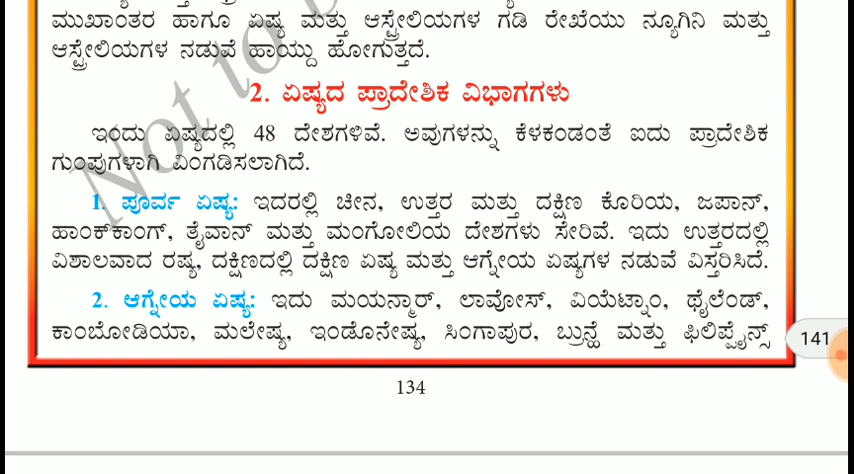 ಮುಖಾಂತರ ಹಾಗೂ ಏಷ್ಯ ಮತ್ತು ಆಸ್ಟ್ರೇಲಿಯಗಳ ಗಡಿ ರೇಖೆಯು ನ್ಯೂಗಿನಿ ಮತ್ತು
ಆಸ್ಟ್ರೇಲಿಯಗಳ ನಡುವೆ ಹಾಯ್ದು ಹೋಗುತ್ತದೆ.
2. ಏಷ್ಯದ ಪ್ರಾದೇಶಿಕ ವಿಭಾಗಗಳು
ಇಂದು ಏಷ್ಯದಲ್ಲಿ 48 ದೇಶಗಳಿವೆ. ಅವುಗಳನ್ನು ಕೆಳಕಂಡಂತೆ ಐದು ಪ್ರಾದೇಶಿಕ
ಗುಂಪುಗಳಾಗಿ ವಿಂಗಡಿಸಲಾಗಿದೆ.
1. ಪೂರ್ವ ಏಷ್ಯ: ಇದರಲ್ಲಿ ಚೀನ, ಉತ್ತರ ಮತ್ತು ದಕ್ಷಿಣ ಕೊರಿಯ, ಜಪಾನ್,
ಹಾಂಕ್‌ಕಾಂಗ್, ತೈವಾನ್ ಮತ್ತು ಮಂಗೋಲಿಯ ದೇಶಗಳು ಸೇರಿವೆ. ಇದು ಉತ್ತರದಲ್ಲಿ
ವಿಶಾಲವಾದ ರಷ್ಯ, ದಕ್ಷಿಣದಲ್ಲಿ ದಕ್ಷಿಣ ಏಷ್ಯ ಮತ್ತು ಆಗ್ನೇಯ ಏಷ್ಯಗಳ ನಡುವೆ ವಿಸ್ತರಿಸಿದೆ.
2. ಆಗ್ನೇಯ ಏಷ್ಯ: ಇದು ಮಯನ್ಮಾರ್, ಲಾವೋಸ್, ವಿಯೆಟ್ನಾಂ, ಥೈಲೆಂಡ್,
ಕಾಂಬೋಡಿಯಾ, ಮಲೇಷ್ಯ, ಇಂಡೊನೇಷ್ಯ, ಸಿಂಗಾಪುರ, ಬ್ರುನೈ ಮತ್ತು ಫಿಲಿಪ್ಪೈನ್ಸ್
141
134
Not to b